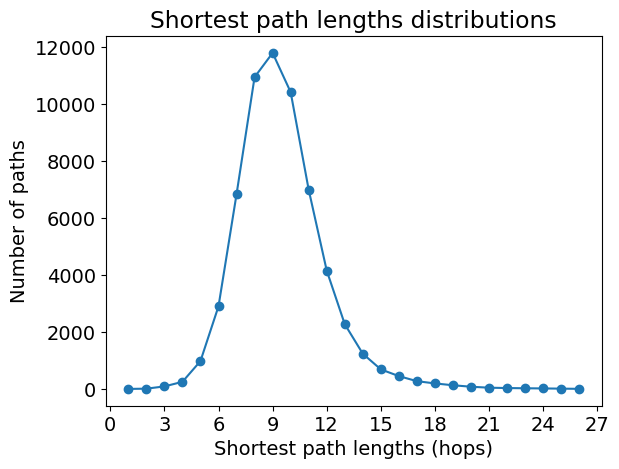 Shortest path lengths distributions
12000
10000
8000
6000
4000
2000
0
Number of paths
0 3 6 9 12 15 18 21 24 27
Shortest path lengths (hops)